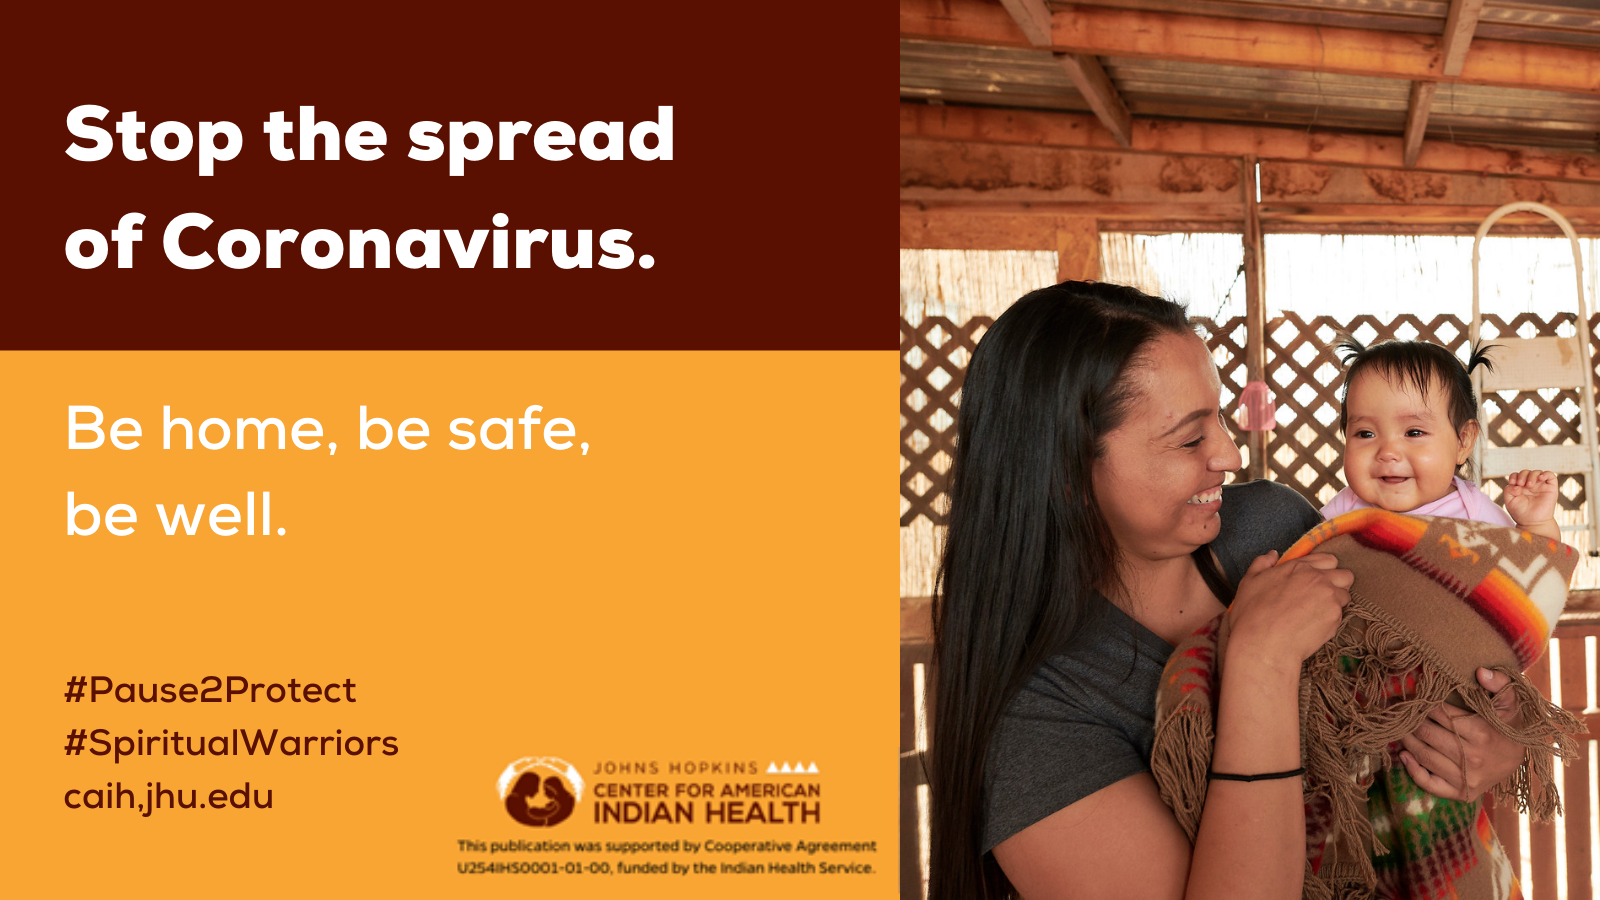 Stop the spread
of Coronavirus.
Be home, be safe,
be well.
#Pause2Protect
#SpiritualWarriors
caih,jhu.edu
JOHNS HOPKINS
CENTER FOR AMERICAN
INDIAN HEALTH
This publication was supported by Cooperative Agreement
U254IHS0001-01-00, funded by the Indian Health Service.